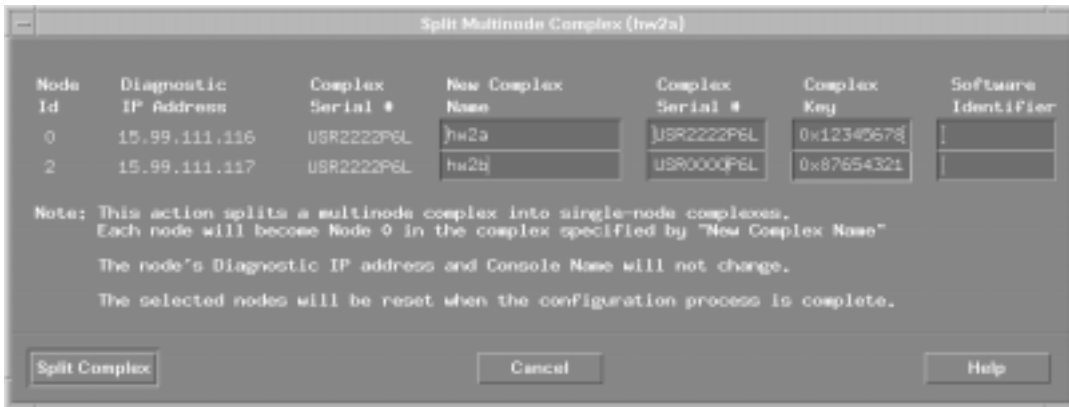 Split Multinode Complex (hw2a)
Node Diagnostic Complex New Complex Complex Complex Software
Id IP Address Serial # Name Serial # Key Identifier
0 15.99.111.116 USR2222P6L hw2a USR2222P6L 0x12345678
2 15.99.111.117 USR2222P6L hw2b USR0000P6L 0x87654321
Note: This action splits a multinode complex into single-node complexes.
Each node will become Node 0 in the complex specified by "New Complex Name"
The node's Diagnostic IP address and Console Name will not change.
The selected nodes will be reset when the configuration process is complete.
Split Complex Cancel Help